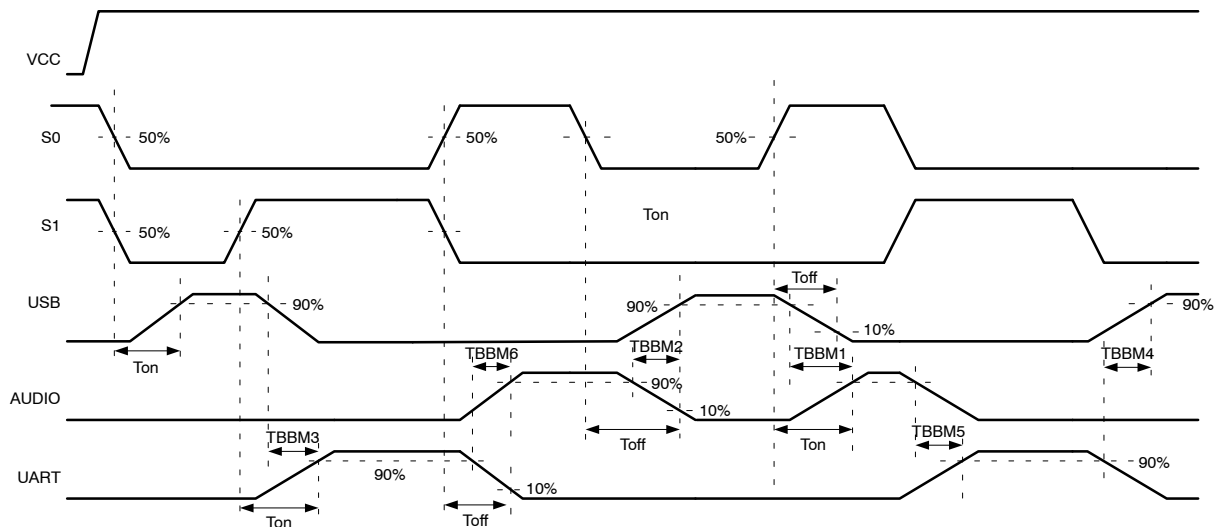 VCC
S0
50%
50%
50%
S1
50%
50%
Ton
USB
90%
90%
Toff
10%
90%
Ton
TBBM6
TBBM2
TBBM1
TBBM4
AUDIO
90%
10%
TBBM3
Toff
Ton
TBBM5
UART
90%
10%
90%
Ton
Toff